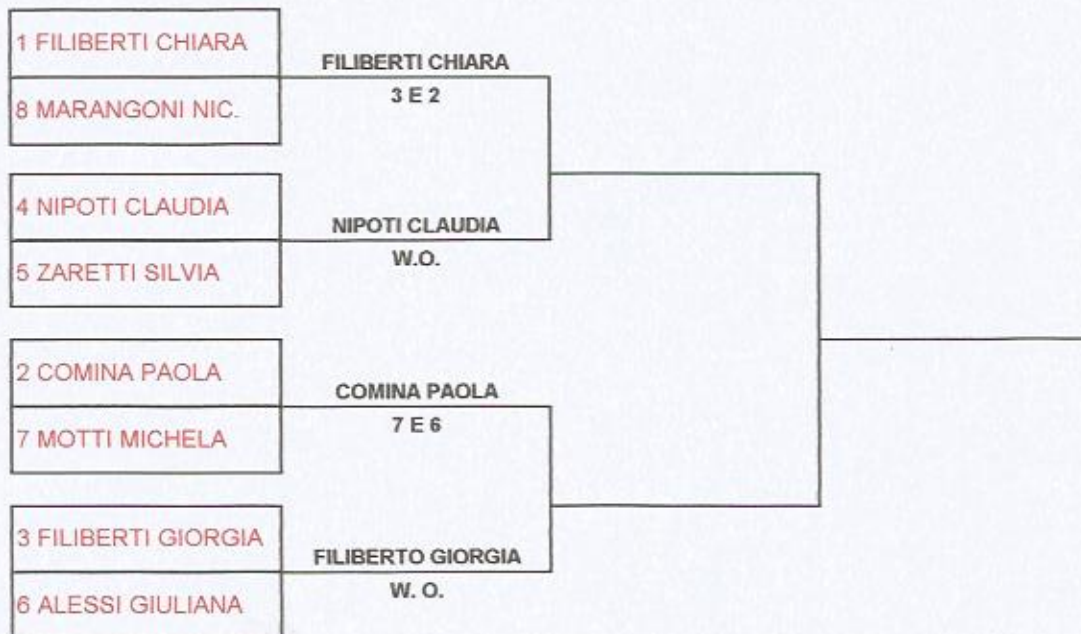 1 FILIBERTI CHIARA
8 MARANGONI NIC.
FILIBERTI CHIARA
3 E 2
4 NIPOTI CLAUDIA
5 ZARETTI SILVIA
NIPOTI CLAUDIA
W.O.
2 COMINA PAOLA
7 MOTTI MICHELA
COMINA PAOLA
7 E 6
3 FILIBERTI GIORGIA
6 ALESSI GIULIANA
FILIBERTO GIORGIA
W. O.